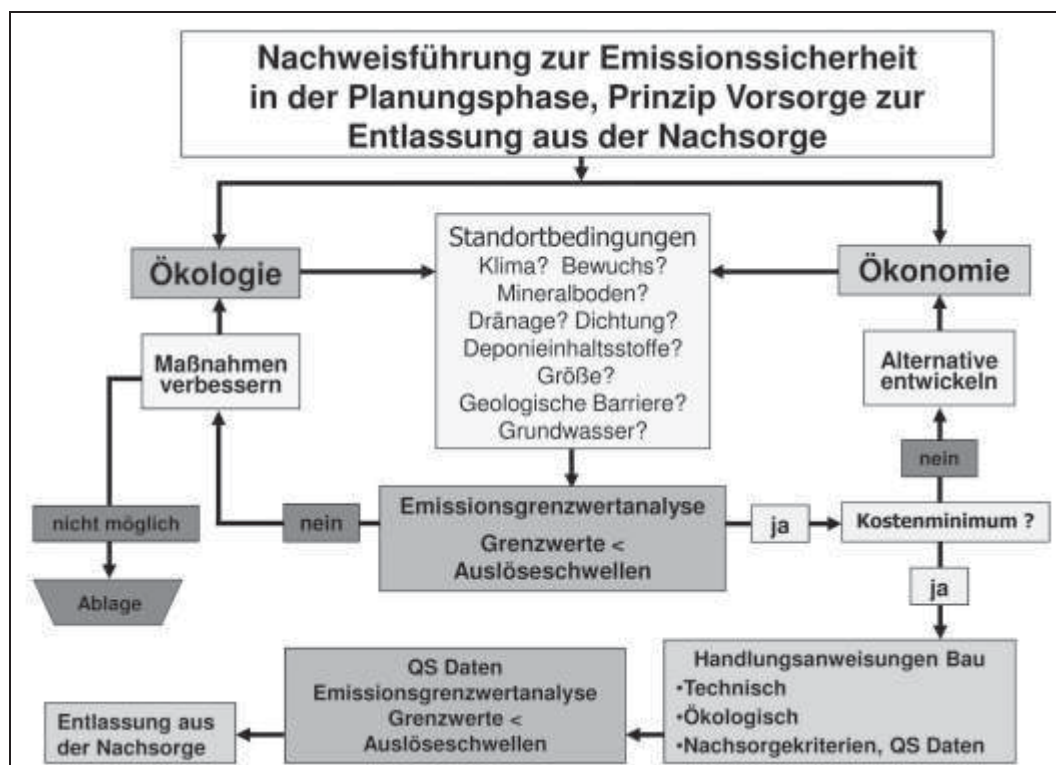 Nachweisführung zur Emissionssicherheit
in der Planungsphase, Prinzip Vorsorge zur
Entlassung aus der Nachsorge
Ökologie
Standortbedingungen
Klima? Bewuchs?
Mineralboden?
Dränage? Dichtung?
Deponieinhaltsstoffe?
Größe?
Geologische Barriere?
Grundwasser?
Ökonomie
Maßnahmen
verbessern
Alternative
entwickeln
nein
nicht möglich
nein
Emissionsgrenzwertanalyse
Grenzwerte <
Auslöseschwellen
ja
Kostenminimum ?
Ablage
ja
Handlungsanweisungen Bau
•Technisch
•Ökologisch
•Nachsorgekriterien, QS Daten
QS Daten
Emissionsgrenzwertanalyse
Grenzwerte <
Auslöseschwellen
Entlassung aus
der Nachsorge